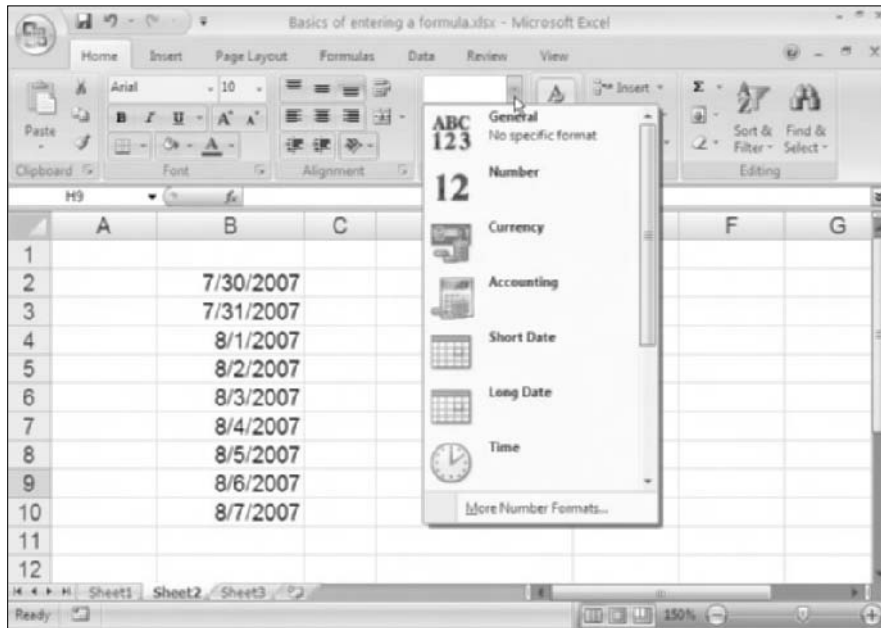 Basics of entering a formula.xlsx - Microsoft Excel
Home Insert Page Layout Formulas Data Review View
Paste
Arial 10
B I U A A
A
Insert
Sort & Filter
Find & Select
Clipboard Font Alignment Editing
General
No specific format
ABC
123
Number
12
Currency
Accounting
Short Date
Long Date
Time
More Number Formats...
H9 fx
A B C F G
1
2 7/30/2007
3 7/31/2007
4 8/1/2007
5 8/2/2007
6 8/3/2007
7 8/4/2007
8 8/5/2007
9 8/6/2007
10 8/7/2007
11
12
Sheet1 Sheet2 Sheet3
Ready 150%